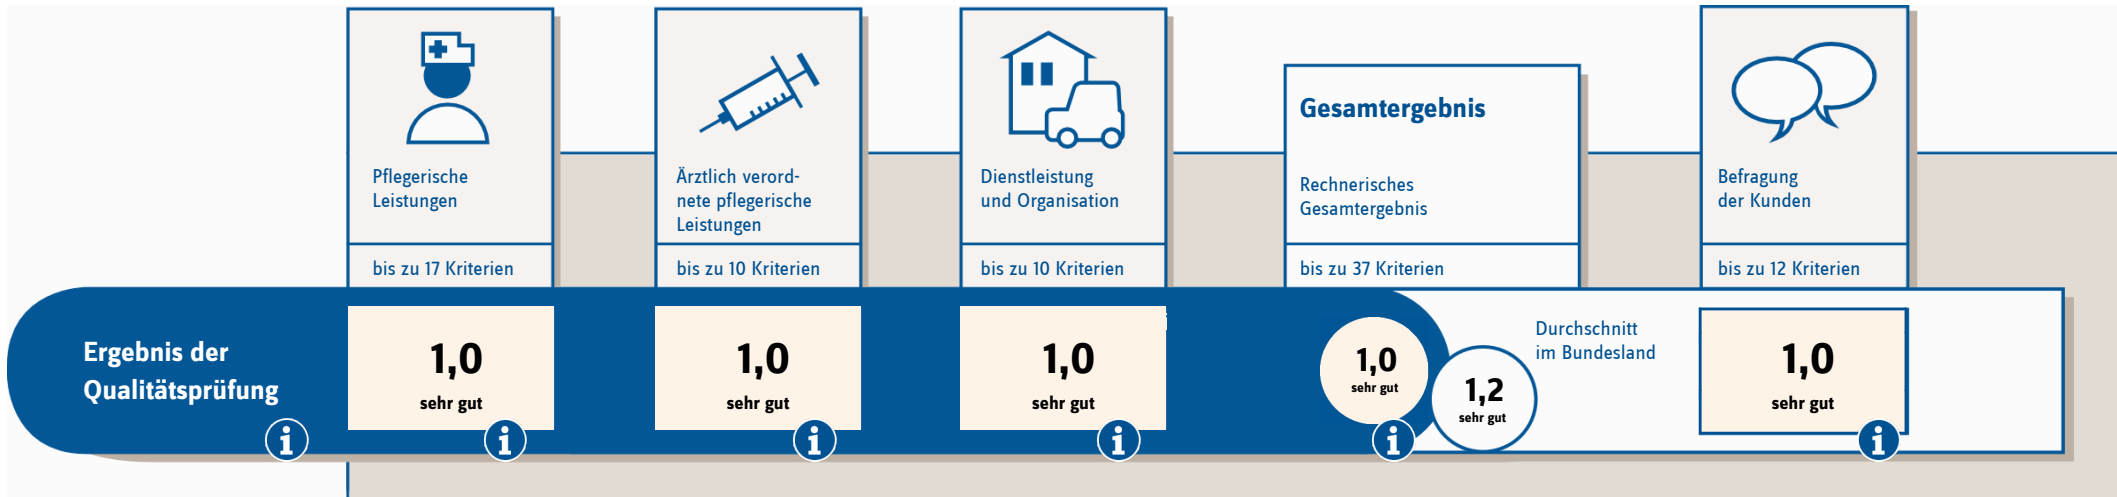 Pflegerische
Leistungen
bis zu 17 Kriterien
Ärztlich verord-
nete pflegerische
Leistungen
bis zu 10 Kriterien
Dienstleistung
und Organisation
bis zu 10 Kriterien
Gesamtergebnis
Rechnerisches
Gesamtergebnis
bis zu 37 Kriterien
Befragung
der Kunden
bis zu 12 Kriterien
Ergebnis der
Qualitätsprüfung
i
1,0
sehr gut
i
1,0
sehr gut
i
1,0
sehr gut
i
1,0
sehr gut
i
1,2
sehr gut
Durchschnitt
im Bundesland
1,0
sehr gut
i